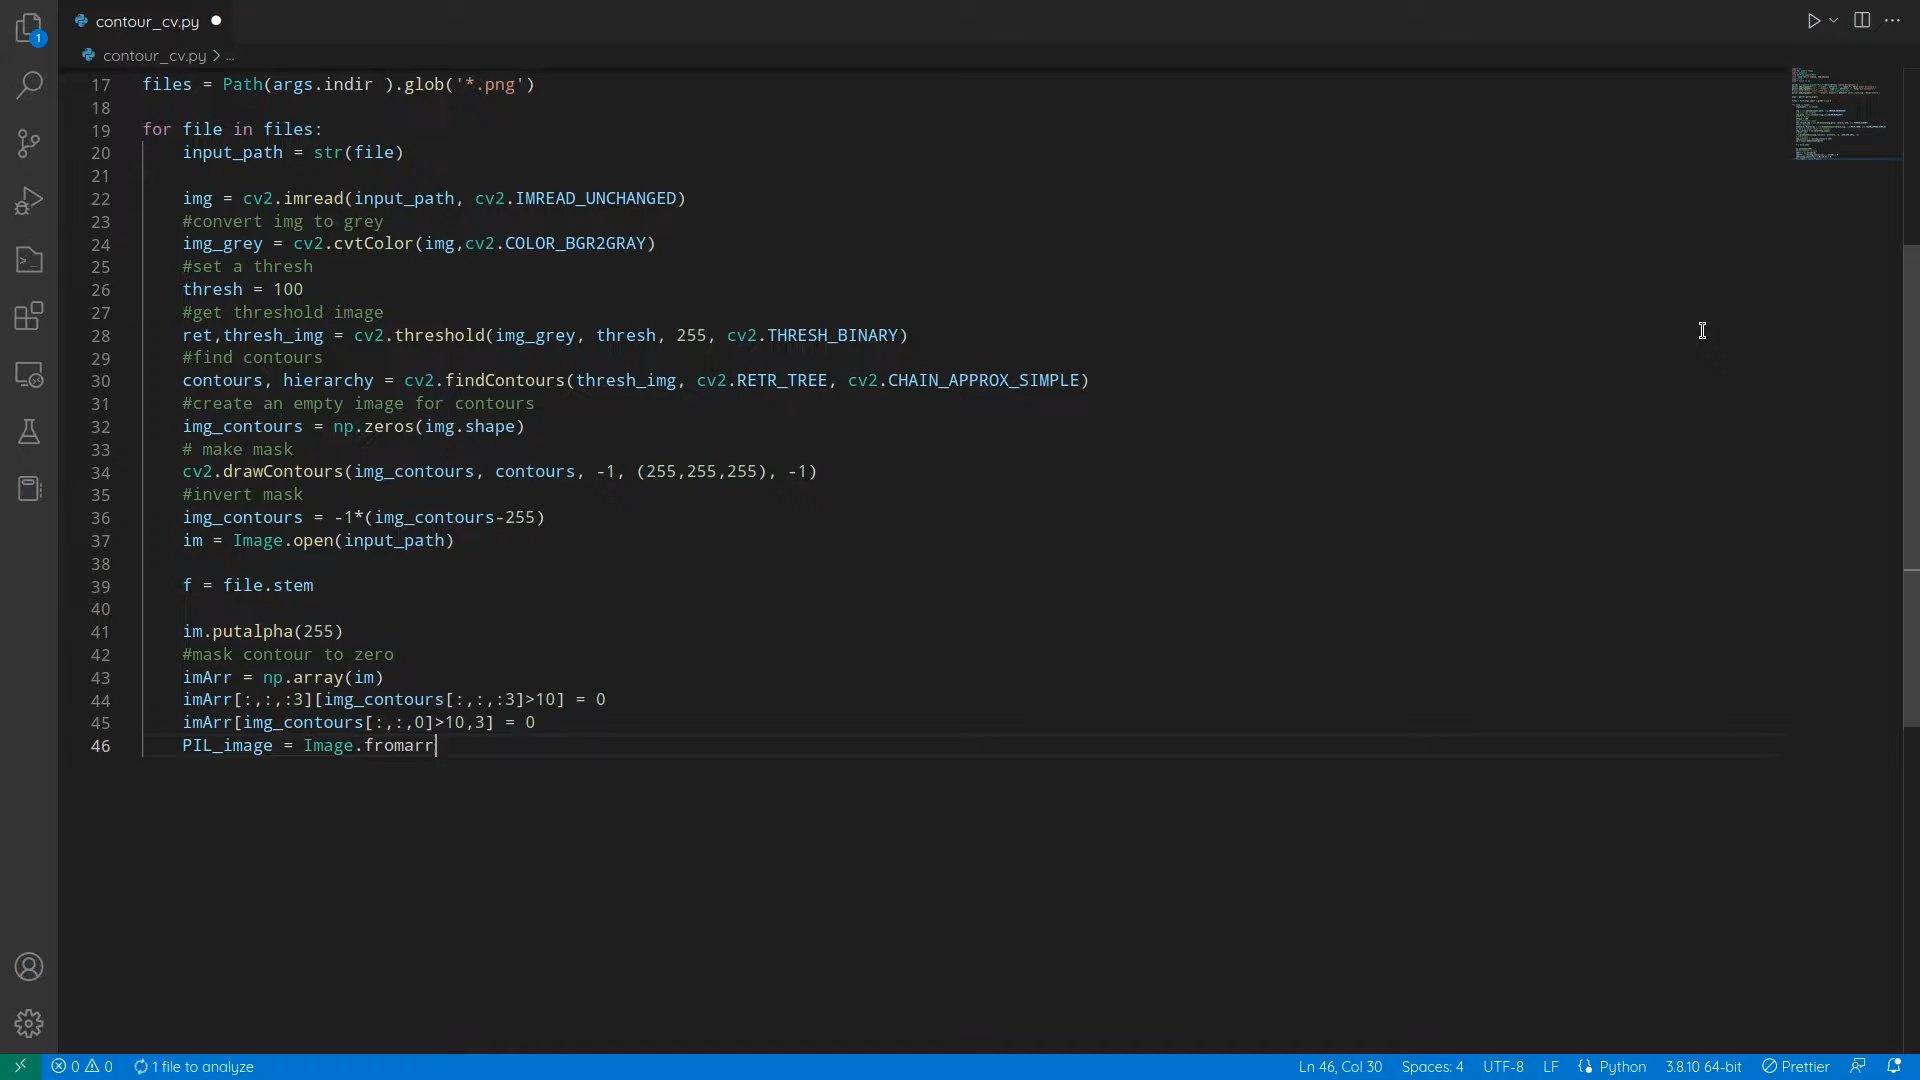 contour_cv.py
1
contour_cv.py > ...
17 files = Path(args.indir ).glob('*.png')
18
19 for file in files:
20 input_path = str(file)
21
22 img = cv2.imread(input_path, cv2.IMREAD_UNCHANGED)
23 #convert img to grey
24 img_grey = cv2.cvtColor(img,cv2.COLOR_BGR2GRAY)
25 #set a thresh
26 thresh = 100
27 #get threshold image
28 ret,thresh_img = cv2.threshold(img_grey, thresh, 255, cv2.THRESH_BINARY)
29 #find contours
30 contours, hierarchy = cv2.findContours(thresh_img, cv2.RETR_TREE, cv2.CHAIN_APPROX_SIMPLE)
31 #create an empty image for contours
32 img_contours = np.zeros(img.shape)
33 # make mask
34 cv2.drawContours(img_contours, contours, -1, (255,255,255), -1)
35 #invert mask
36 img_contours = -1*(img_contours-255)
37 im = Image.open(input_path)
38
39 f = file.stem
40
41 im.putalpha(255)
42 #mask contour to zero
43 imArr = np.array(im)
44 imArr[:,:,:3][img_contours[:,:,:3]>10] = 0
45 imArr[img_contours[:,:,0]>10,3] = 0
46 PIL_image = Image.fromarr
0 0 1 file to analyze Ln 46, Col 30 Spaces: 4 UTF-8 LF Python 3.8.10 64-bit Prettier